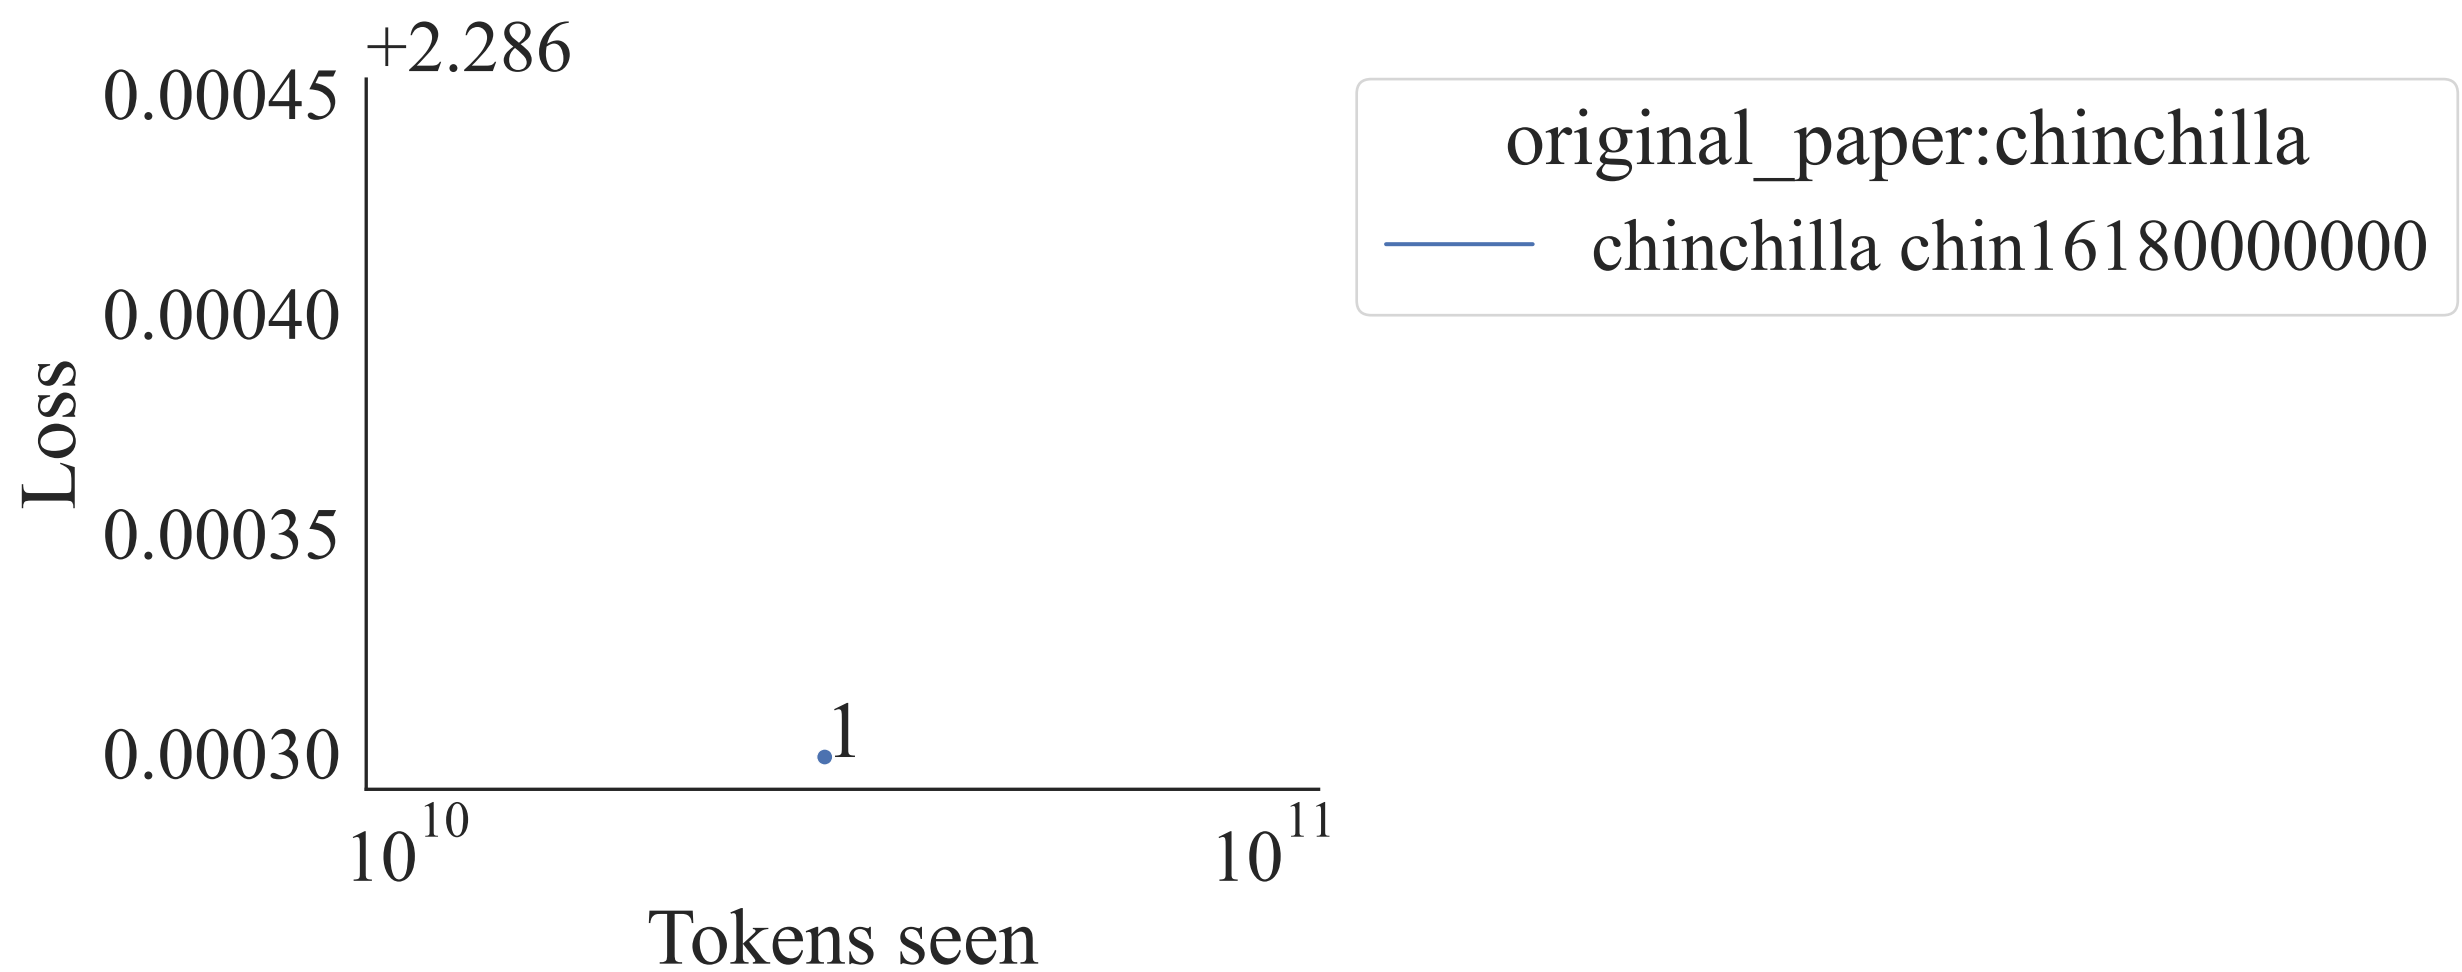 +2.286
0.00045
0.00040
0.00035
0.00030
Loss
1
10^10
10^11
Tokens seen
original_paper:chinchilla
chinchilla chin16180000000